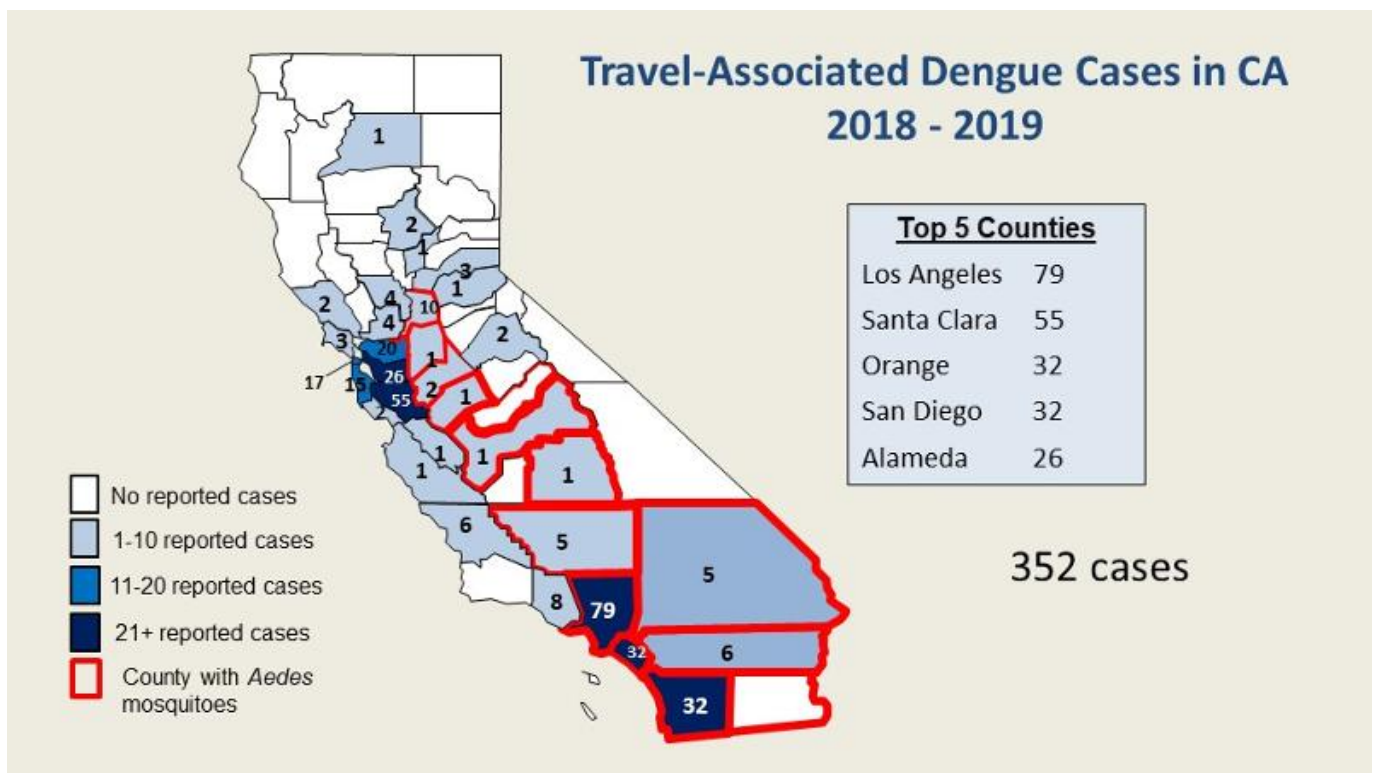 Travel-Associated Dengue Cases in CA
2018 - 2019
1
2
1
3
1
2
4
10
4
3
20
2
1
17
15
26
55
2
1
2
1
1
1
1
6
5
5
8
79
32
6
32
Top 5 Counties
Los Angeles 79
Santa Clara 55
Orange 32
San Diego 32
Alameda 26
352 cases
No reported cases
1-10 reported cases
11-20 reported cases
21+ reported cases
County with Aedes
mosquitoes